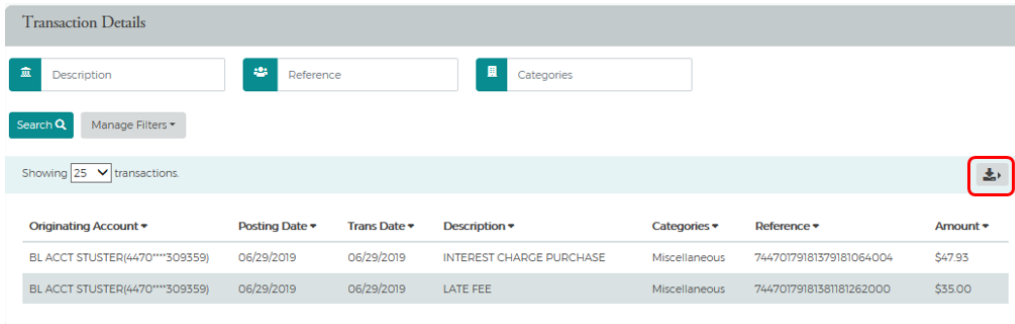 Transaction Details
Description Reference Categories
Search Manage Filters
Showing 25 transactions.
Originating Account Posting Date Trans Date Description Categories Reference Amount
BL ACCT STUSTER(4470****309359) 06/29/2019 06/29/2019 INTEREST CHARGE PURCHASE Miscellaneous 74470179181379181064004 $47.93
BL ACCT STUSTER(4470****309359) 06/29/2019 06/29/2019 LATE FEE Miscellaneous 74470179181381181262000 $35.00